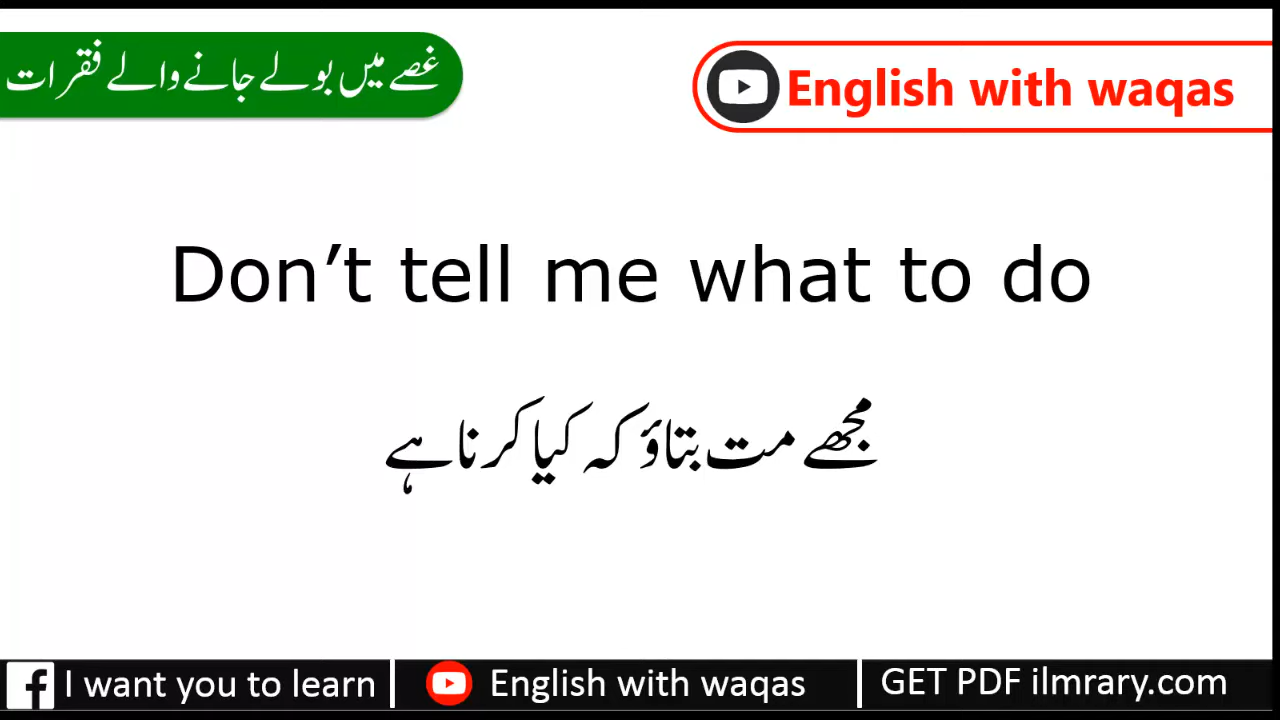 غصے میں بولے جانے والے فقرات
English with waqas
Don’t tell me what to do
مجھے مت بتاؤ کہ کیا کرنا ہے
I want you to learn
English with waqas
GET PDF ilmrary.com